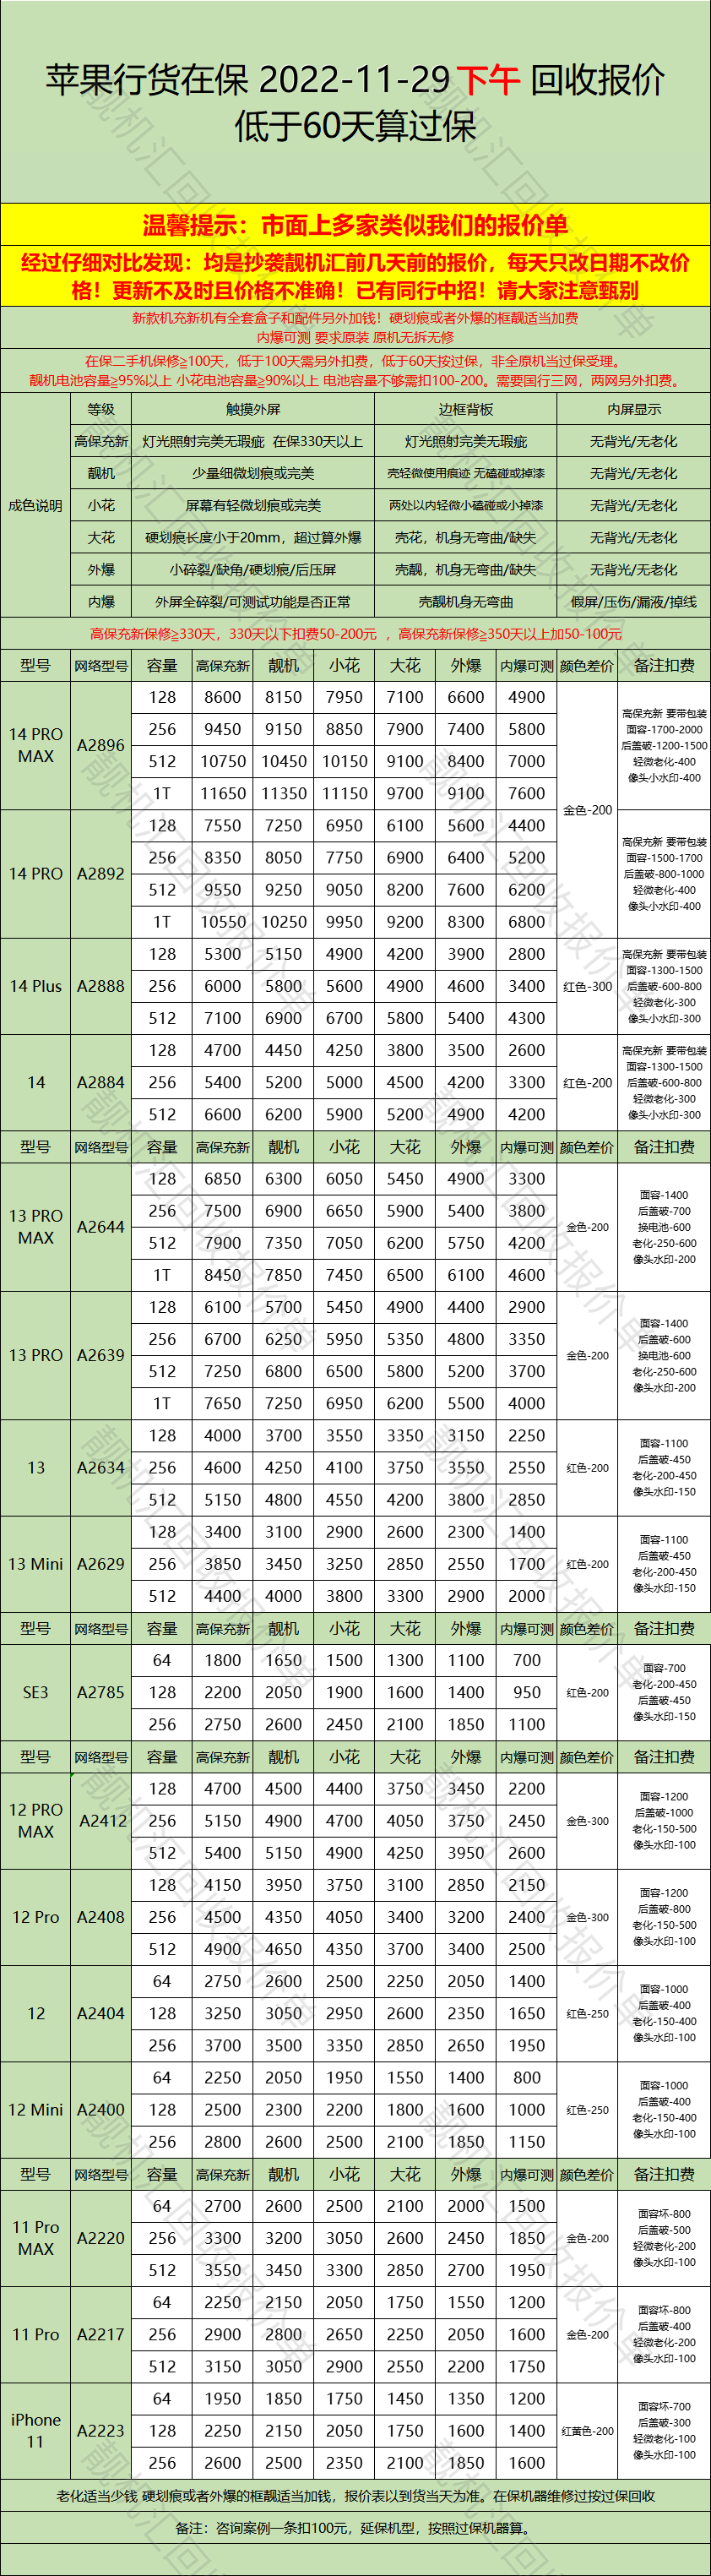 苹果行货在保 2022-11-29下午 回收报价
低于60天算过保
温馨提示：市面上多家类似我们的报价单
经过仔细对比发现：均是抄袭靓机汇前几天前的报价，每天只改日期不改价
格！更新不及时且价格不准确！已有同行中招！请大家注意甄别
新款机充新机有全套盒子和配件另外加钱！硬划痕或者外爆的框靓适当加费
内爆可测 要求原装 原机无拆无修
在保二手机保修≧100天，低于100天需另外扣费，低于60天按过保，非全原机当过保受理。
靓机电池容量≧95%以上 小花电池容量≧90%以上 电池容量不够需扣100-200。需要国行三网，两网另外扣费。
成色说明
等级 触摸外屏 边框背板 内屏显示
高保充新 灯光照射完美无瑕疵 在保330天以上 灯光照射完美无瑕疵 无背光/无老化
靓机 少量细微划痕或完美 壳轻微使用痕迹 无磕碰或掉漆 无背光/无老化
小花 屏幕有轻微划痕或完美 两处以内轻微小磕碰或小掉漆 无背光/无老化
大花 硬划痕长度小于20mm，超过算外爆 壳花，机身无弯曲/缺失 无背光/无老化
外爆 小碎裂/缺角/硬划痕/后压屏 壳靓，机身无弯曲/缺失 无背光/无老化
内爆 外屏全碎裂/可测试功能是否正常 壳靓机身无弯曲 假屏/压伤/漏液/掉线
高保充新保修≧330天，330天以下扣费50-200元 ，高保充新保修≧350天以上加50-100元
型号 网络型号 容量 高保充新 靓机 小花 大花 外爆 内爆可测 颜色差价 备注扣费
14 PRO
MAX
A2896
128 8600 8150 7950 7100 6600 4900
256 9450 9150 8850 7900 7400 5800
512 10750 10450 10150 9100 8400 7000
1T 11650 11350 11150 9700 9100 7600
金色-200
高保充新 要带包装
面容-1700-2000
后盖破-1200-1500
轻微老化-400
像头小水印-400
14 PRO
A2892
128 7550 7250 6950 6100 5600 4400
256 8350 8050 7750 6900 6400 5200
512 9550 9250 9050 8200 7600 6200
1T 10550 10250 9950 9200 8300 6800
高保充新 要带包装
面容-1500-1700
后盖破-800-1000
轻微老化-400
像头小水印-400
14 Plus
A2888
128 5300 5150 4900 4200 3900 2800
256 6000 5800 5600 4900 4600 3400
512 7100 6900 6700 5800 5400 4300
红色-300
高保充新 要带包装
面容-1300-1500
后盖破-600-800
轻微老化-300
像头小水印-300
14
A2884
128 4700 4450 4250 3800 3500 2600
256 5400 5200 5000 4500 4200 3300
512 6600 6200 5900 5200 4900 4200
红色-200
高保充新 要带包装
面容-1300-1500
后盖破-600-800
轻微老化-300
像头小水印-300
型号 网络型号 容量 高保充新 靓机 小花 大花 外爆 内爆可测 颜色差价 备注扣费
13 PRO
MAX
A2644
128 6850 6300 6050 5450 4900 3300
256 7500 6900 6650 5900 5400 3800
512 7900 7350 7050 6200 5750 4200
1T 8450 7850 7450 6500 6100 4600
金色-200
面容-1400
后盖破-700
换电池-600
老化-250-600
像头水印-200
13 PRO
A2639
128 6100 5700 5450 4900 4400 2900
256 6700 6250 5950 5350 4800 3350
512 7250 6800 6500 5800 5200 3700
1T 7650 7250 6950 6200 5500 4000
金色-200
面容-1400
后盖破-600
换电池-600
老化-250-600
像头水印-200
13
A2634
128 4000 3700 3550 3350 3150 2250
256 4600 4250 4100 3750 3550 2550
512 5150 4800 4550 4200 3800 2850
红色-200
面容-1100
后盖破-450
老化-200-450
像头水印-150
13 Mini
A2629
128 3400 3100 2900 2600 2300 1400
256 3850 3450 3250 2850 2550 1700
512 4400 4000 3800 3300 2900 2000
红色-200
面容-1100
后盖破-450
老化-200-450
像头水印-150
型号 网络型号 容量 高保充新 靓机 小花 大花 外爆 内爆可测 颜色差价 备注扣费
SE3
A2785
64 1800 1650 1500 1300 1100 700
128 2200 2050 1900 1600 1400 950
256 2750 2600 2450 2100 1850 1100
红色-200
面容-700
老化-200-450
后盖破-450
像头水印-150
型号 网络型号 容量 高保充新 靓机 小花 大花 外爆 内爆可测 颜色差价 备注扣费
12 PRO
MAX
A2412
128 4700 4500 4400 3750 3450 2200
256 5150 4900 4700 4050 3750 2450
512 5400 5150 4900 4250 3950 2600
金色-300
面容-1200
后盖破-1000
老化-150-500
像头水印-100
12 Pro
A2408
128 4150 3950 3750 3100 2850 2150
256 4500 4350 4050 3400 3200 2400
512 4900 4650 4350 3700 3400 2500
金色-300
面容-1200
后盖破-800
老化-150-500
像头水印-100
12
A2404
64 2750 2600 2500 2250 2050 1400
128 3250 3050 2950 2600 2350 1650
256 3700 3500 3350 2850 2650 1950
红色-250
面容-1000
后盖破-400
老化-150-400
像头水印-100
12 Mini
A2400
64 2250 2050 1950 1550 1400 800
128 2500 2300 2200 1800 1600 1000
256 2800 2600 2500 2100 1850 1150
红色-250
面容-1000
后盖破-400
老化-150-400
像头水印-100
型号 网络型号 容量 高保充新 靓机 小花 大花 外爆 内爆可测 颜色差价 备注扣费
11 Pro
MAX
A2220
64 2700 2600 2500 2100 2000 1500
256 3300 3200 3050 2600 2450 1850
512 3550 3450 3300 2850 2700 1950
金色-200
面容坏-800
后盖破-500
轻微老化-200
像头水印-100
11 Pro
A2217
64 2250 2150 2050 1750 1550 1200
256 2900 2800 2650 2250 2050 1600
512 3150 3050 2900 2550 2200 1750
金色-200
面容坏-800
后盖破-400
轻微老化-200
像头水印-100
iPhone
11
A2223
64 1950 1850 1750 1450 1350 1200
128 2250 2150 2050 1750 1600 1400
256 2600 2500 2350 2100 1850 1600
红黄色-200
面容坏-700
后盖破-300
轻微老化-100
像头水印-100
老化适当少钱 硬划痕或者外爆的框靓适当加钱，报价表以到货当天为准。在保机器维修过按过保回收
备注：咨询案例一条扣100元，延保机型，按照过保机器算。
靓机汇回收报价单